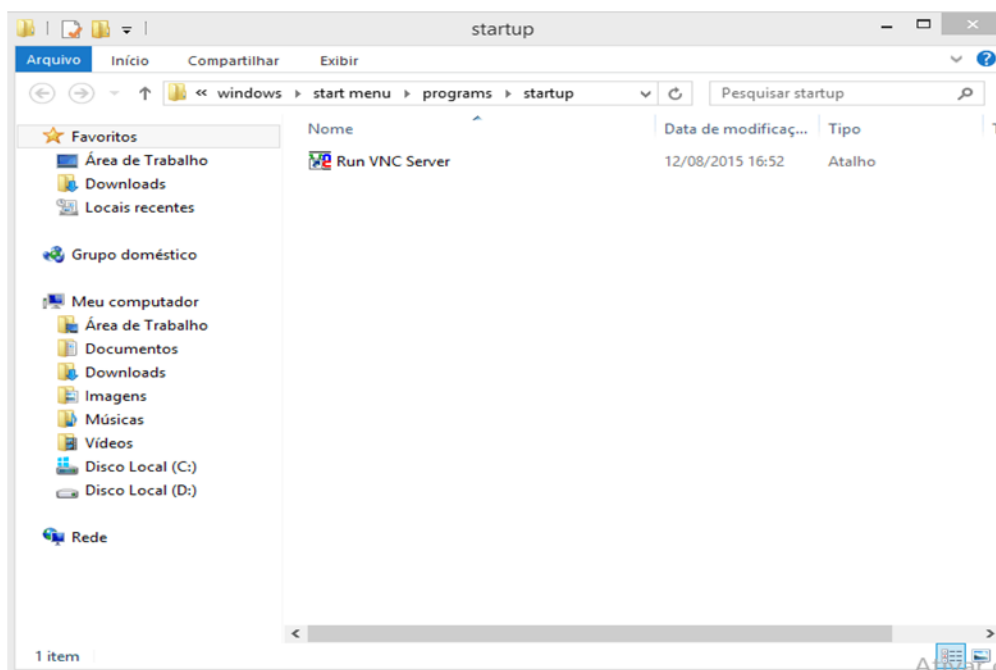 startup
Arquivo Início Compartilhar Exibir
« windows start menu programs startup Pesquisar startup
Nome Data de modificaç... Tipo
Run VNC Server 12/08/2015 16:52 Atalho
Favoritos
Área de Trabalho
Downloads
Locais recentes
Grupo doméstico
Meu computador
Área de Trabalho
Documentos
Downloads
Imagens
Músicas
Vídeos
Disco Local (C:)
Disco Local (D:)
Rede
1 item